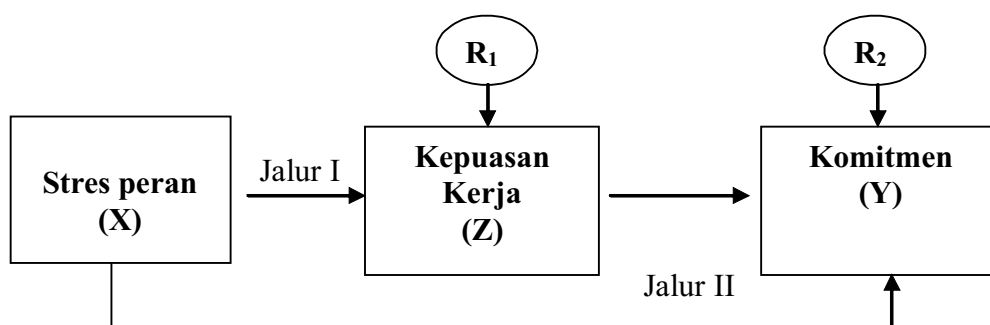 R₁
R₂
Stres peran
(X)
Jalur I
Kepuasan
Kerja
(Z)
Komitmen
(Y)
Jalur II